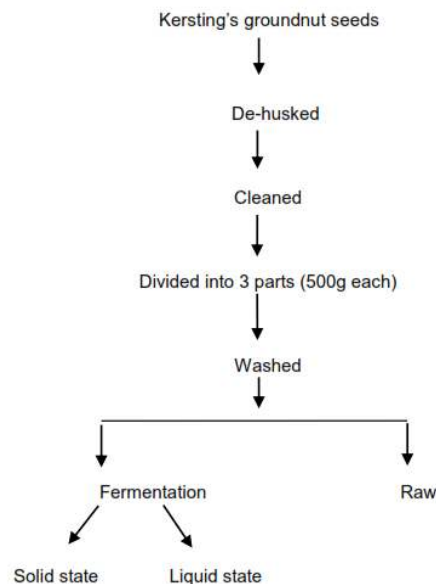 Kersting’s groundnut seeds
De-husked
Cleaned
Divided into 3 parts (500g each)
Washed
Fermentation
Raw
Solid state
Liquid state